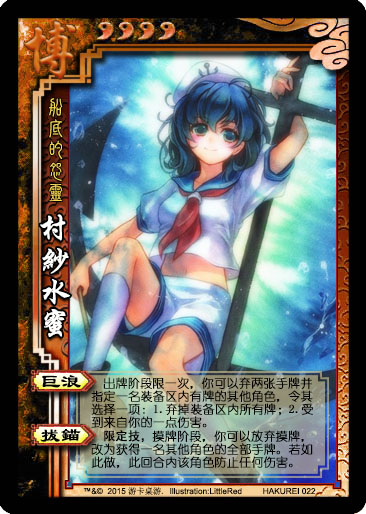 博
船底的怨靈
村紗水蜜
巨浪
出牌阶段限一次，你可以弃两张手牌并
指定一名装备区内有牌的其他角色，令其
选择一项：1.弃掉装备区内所有牌；2.受
到来自你的一点伤害。
拔錨
限定技，摸牌阶段，你可以放弃摸牌，
改为获得一名其他角色的全部手牌。若如
此做，此回合内该角色防止任何伤害。
™&© 2015 游卡桌游. Illustration:LittleRed HAKUREI 022